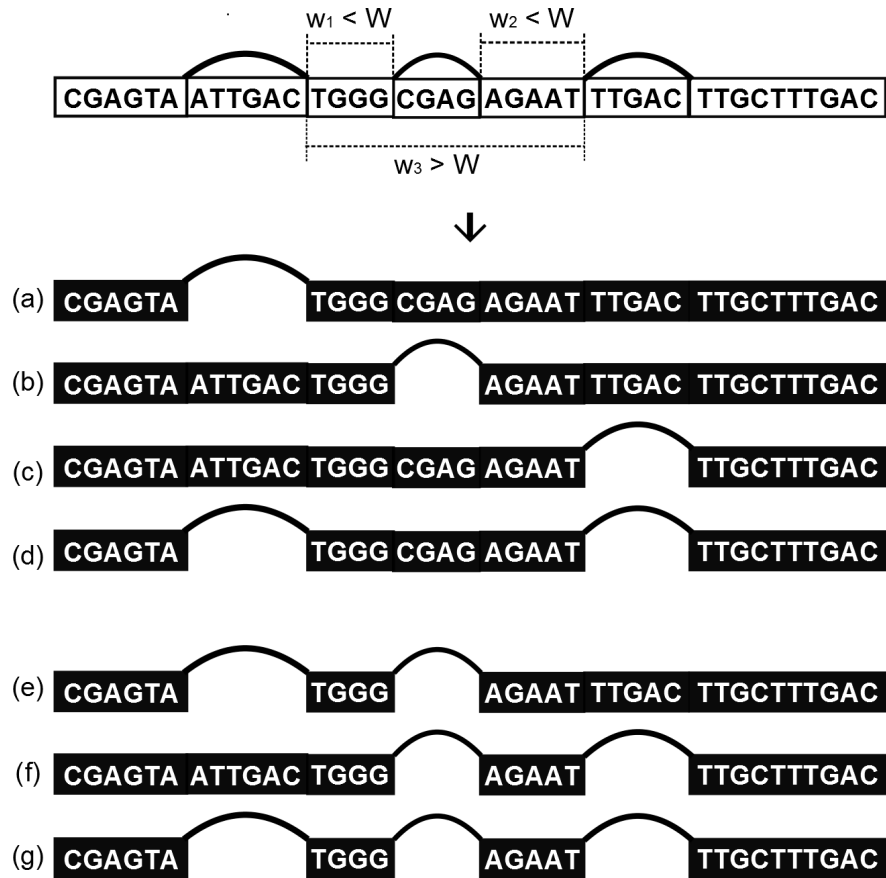 w₁ < W w₂ < W
CGAGTA ATTGAC TGGG CGAG AGAAT TTGAC TTGCTTTGAC
w₃ > W
(a) CGAGTA TGGG CGAG AGAAT TTGAC TTGCTTTGAC
(b) CGAGTA ATTGAC TGGG AGAAT TTGAC TTGCTTTGAC
(c) CGAGTA ATTGAC TGGG CGAG AGAAT TTGCTTTGAC
(d) CGAGTA TGGG CGAG AGAAT TTGCTTTGAC
(e) CGAGTA TGGG AGAAT TTGAC TTGCTTTGAC
(f) CGAGTA ATTGAC TGGG AGAAT TTGCTTTGAC
(g) CGAGTA TGGG AGAAT TTGCTTTGAC